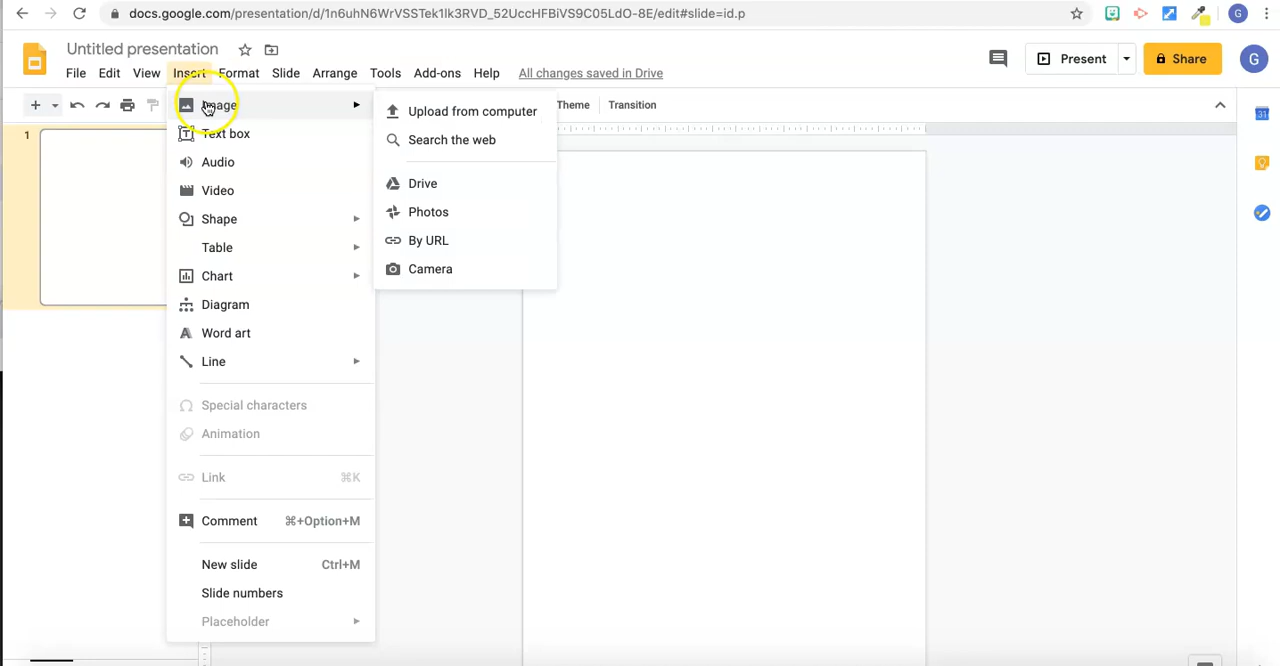 docs.google.com/presentation/d/1n6uhN6WrVSSTek1lk3RVD_52UccHFBiVS9C05LdO-8E/edit#slide=id.p
G
Untitled presentation
File Edit View Insert Format Slide Arrange Tools Add-ons Help All changes saved in Drive
Present
Share
G
Theme
Transition
31
1
Image
Text box
Audio
Video
Shape
Table
Chart
Diagram
Word art
Line
Special characters
Animation
Link ⌘K
Comment ⌘+Option+M
New slide Ctrl+M
Slide numbers
Placeholder
Upload from computer
Search the web
Drive
Photos
By URL
Camera